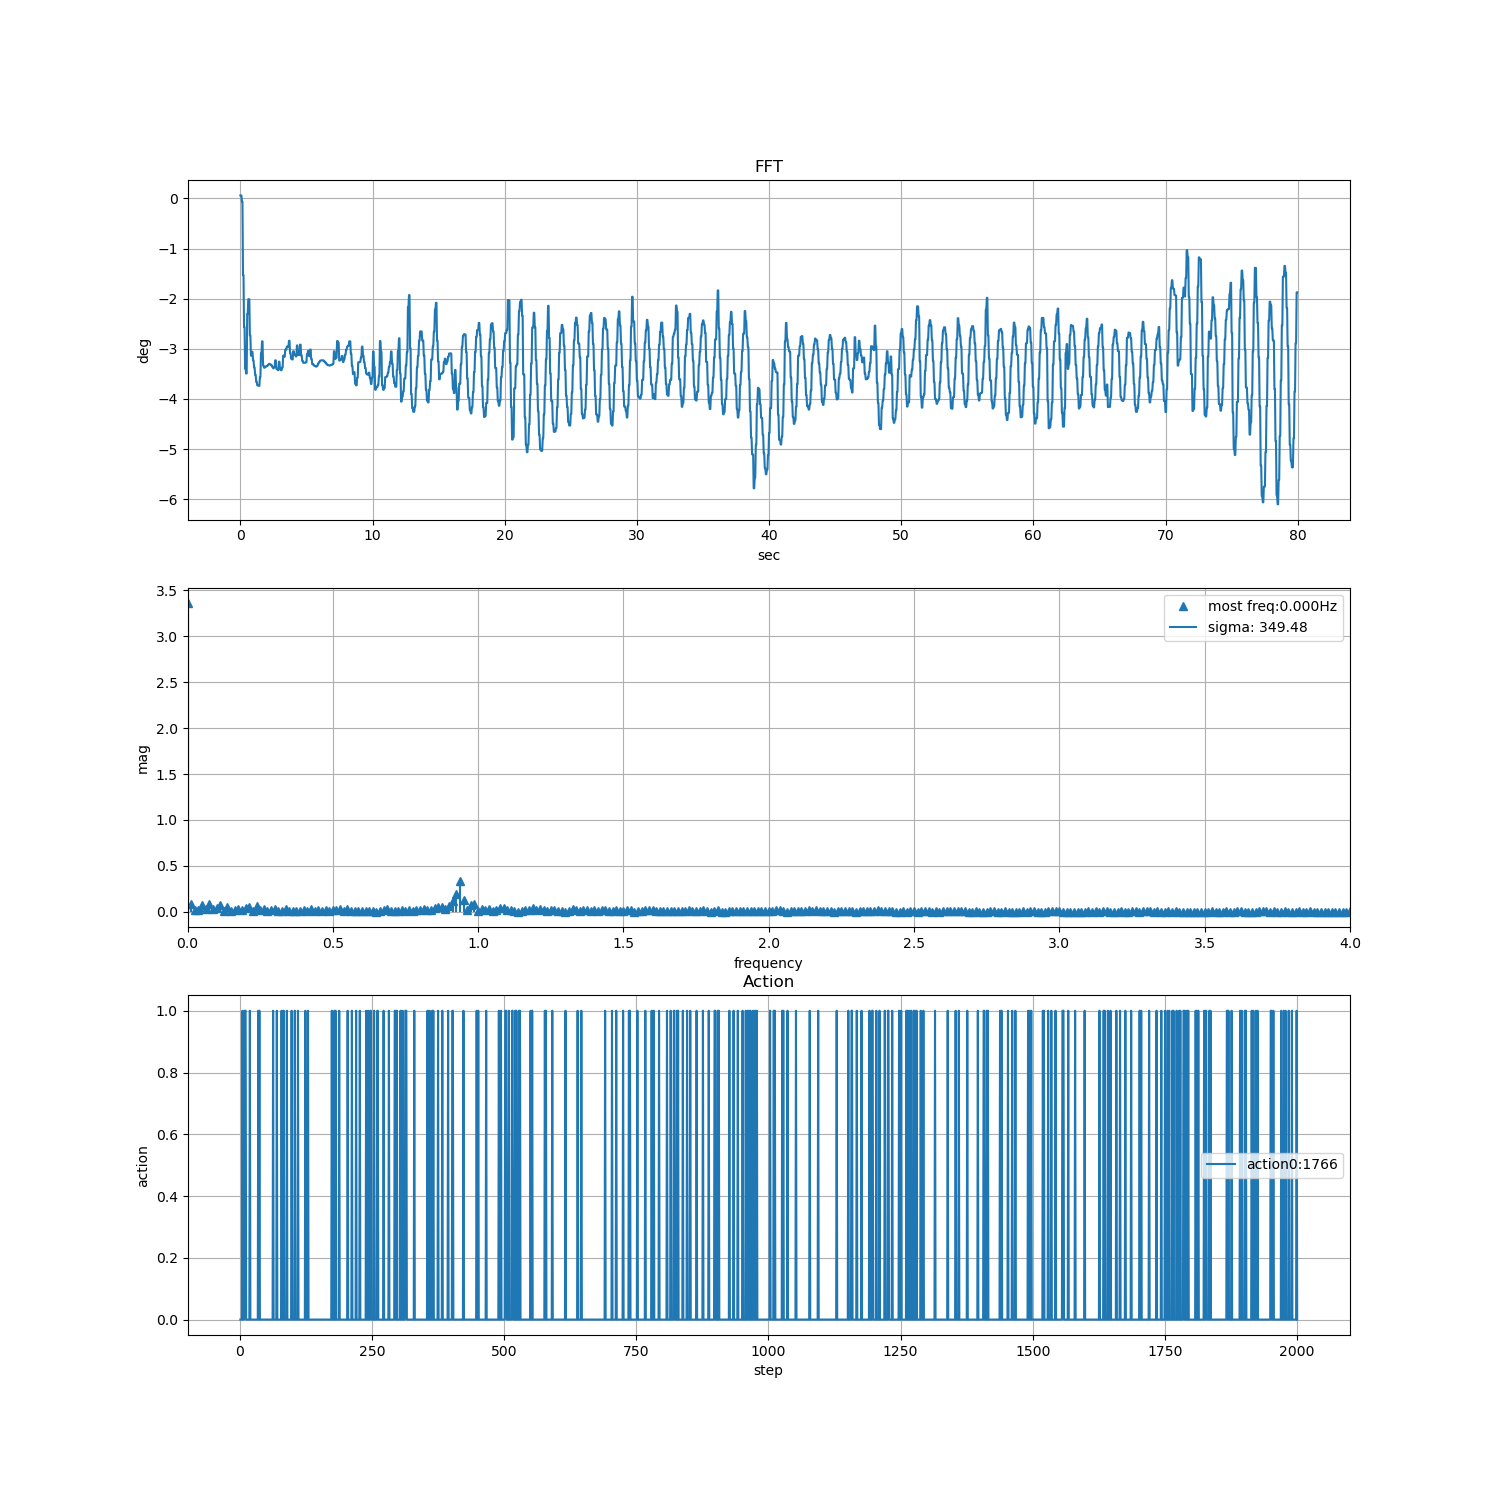 FFT
0
−1
−2
−3
−4
−5
−6
deg
0 10 20 30 40 50 60 70 80
sec
3.5
3.0
2.5
2.0
1.5
1.0
0.5
0.0
mag
most freq:0.000Hz
sigma: 349.48
0.0 0.5 1.0 1.5 2.0 2.5 3.0 3.5 4.0
frequency
Action
1.0
0.8
0.6
0.4
0.2
0.0
action
action0:1766
0 250 500 750 1000 1250 1500 1750 2000
step